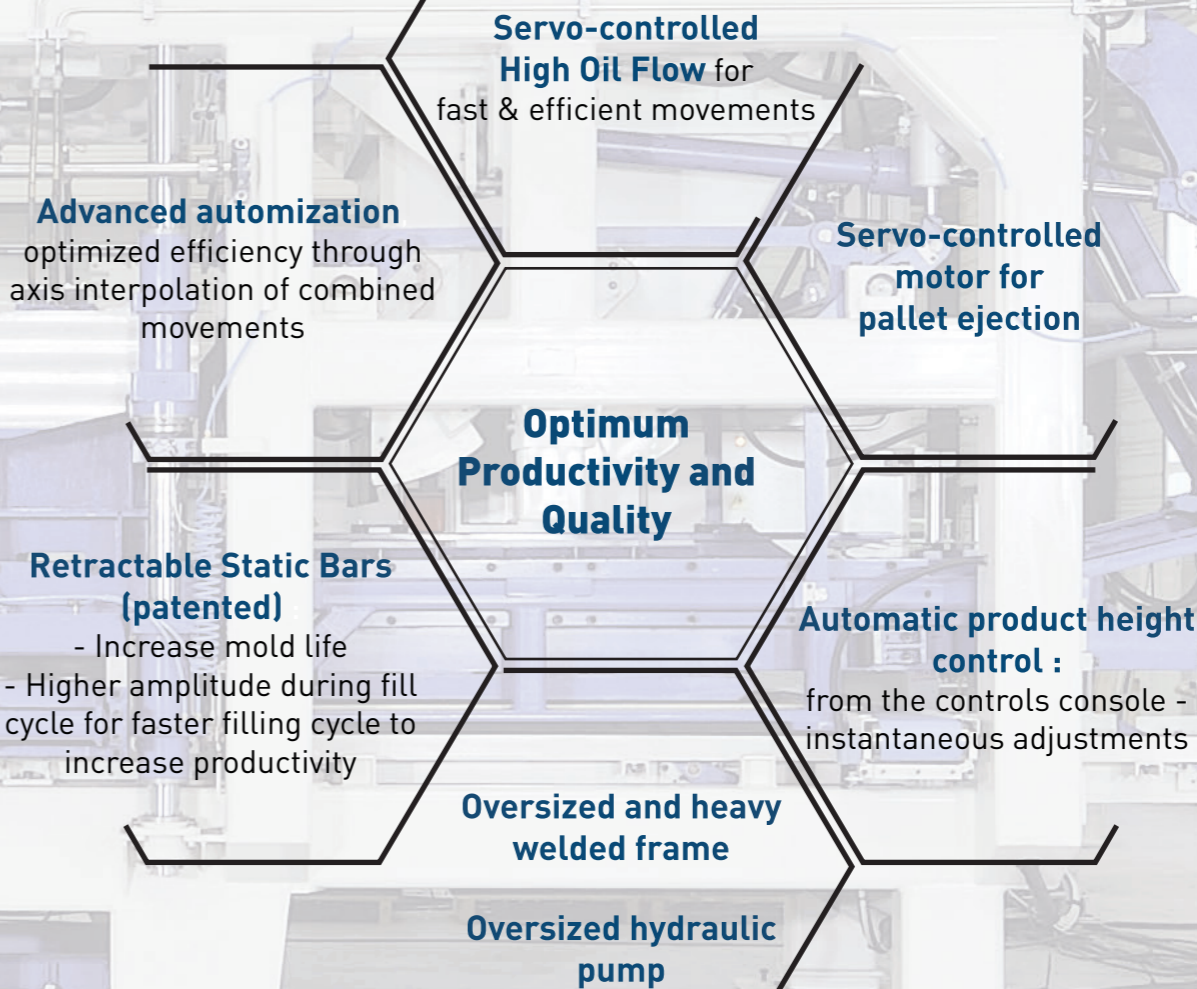 Servo-controlled
High Oil Flow for
fast & efficient movements
Advanced automization
optimized efficiency through
axis interpolation of combined
movements
Servo-controlled
motor for
pallet ejection
Optimum
Productivity and
Quality
Retractable Static Bars
(patented)
- Increase mold life
- Higher amplitude during fill
cycle for faster filling cycle to
increase productivity
Automatic product height
control :
from the controls console -
instantaneous adjustments
Oversized and heavy
welded frame
Oversized hydraulic
pump